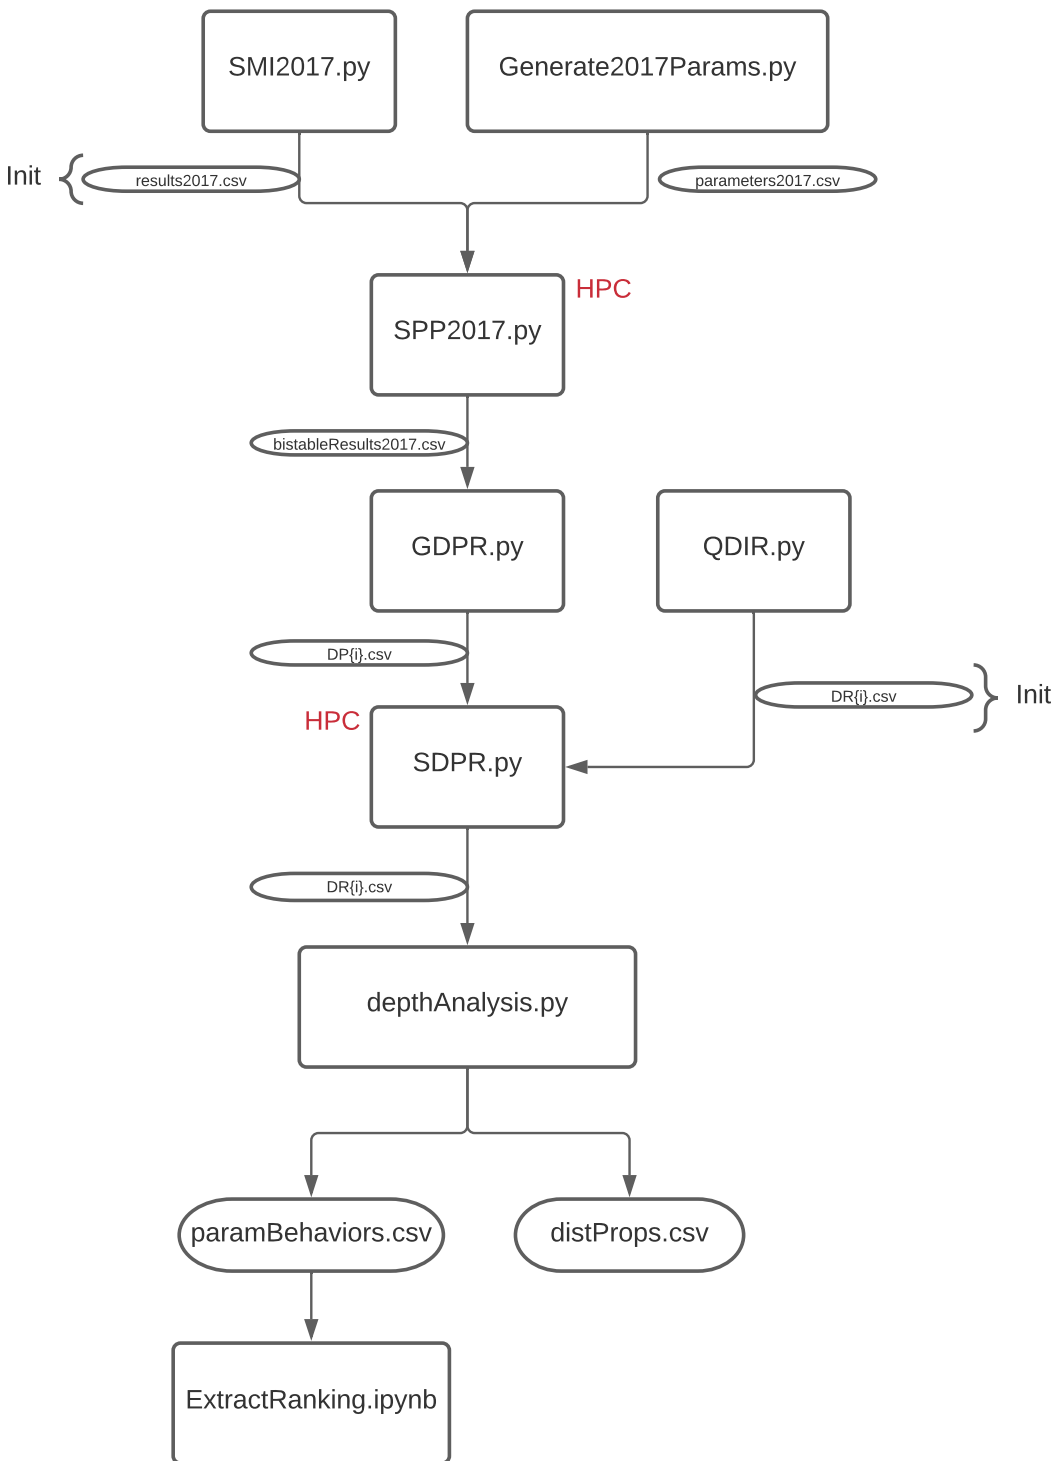 SMI2017.py
Generate2017Params.py
Init
results2017.csv
parameters2017.csv
HPC
SPP2017.py
bistableResults2017.csv
GDPR.py
QDIR.py
DP{i}.csv
DR{i}.csv
Init
HPC
SDPR.py
DR{i}.csv
depthAnalysis.py
paramBehaviors.csv
distProps.csv
ExtractRanking.ipynb